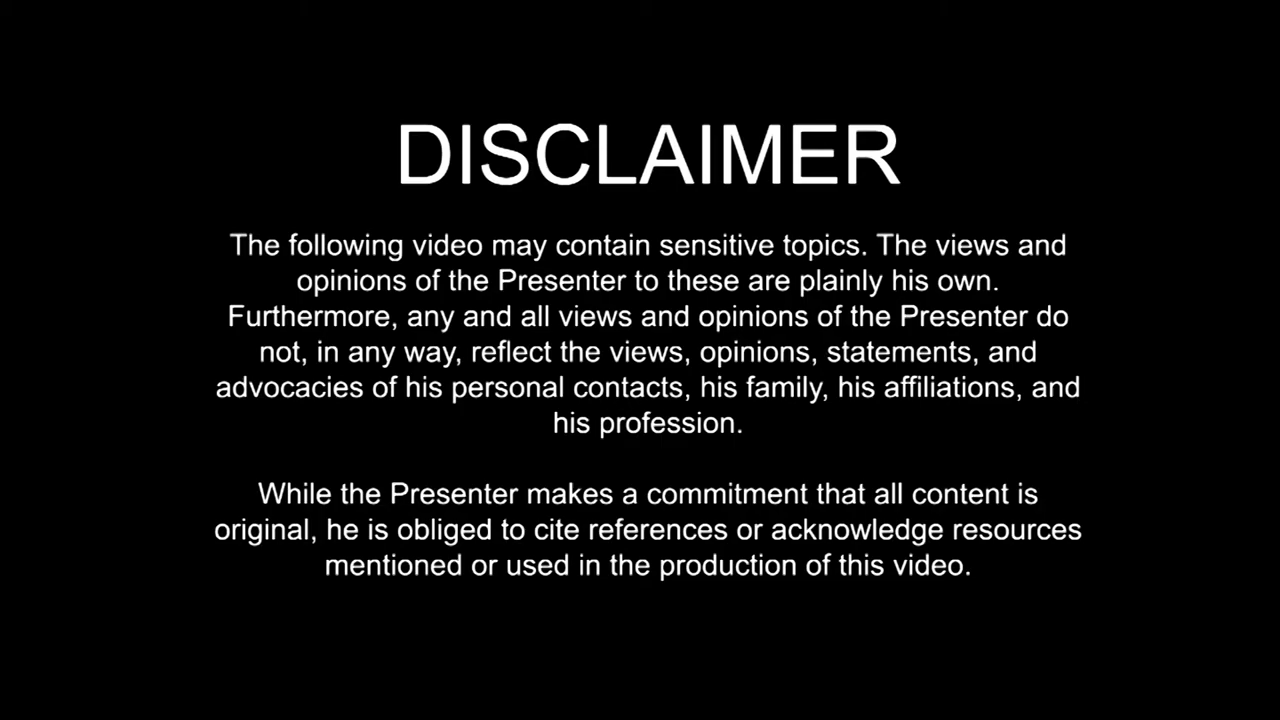 DISCLAIMER
The following video may contain sensitive topics. The views and
opinions of the Presenter to these are plainly his own.
Furthermore, any and all views and opinions of the Presenter do
not, in any way, reflect the views, opinions, statements, and
advocacies of his personal contacts, his family, his affiliations, and
his profession.
While the Presenter makes a commitment that all content is
original, he is obliged to cite references or acknowledge resources
mentioned or used in the production of this video.